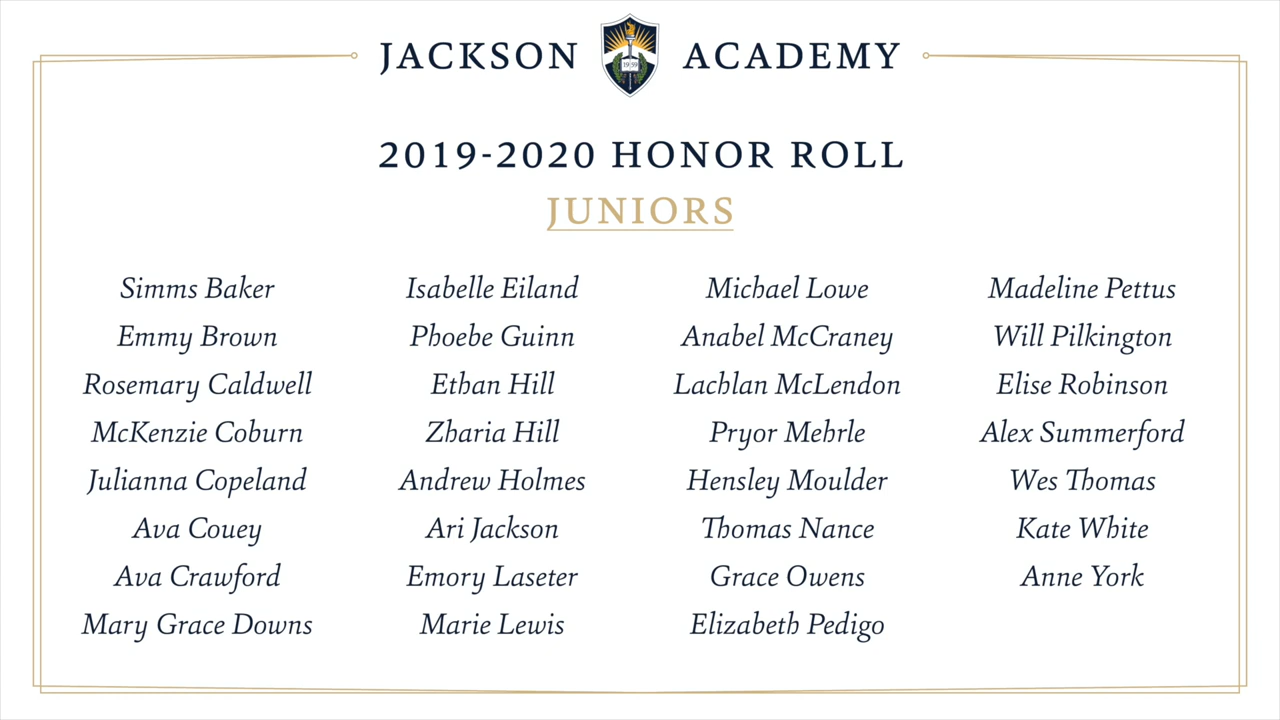 JACKSON ACADEMY
1959
2019-2020 HONOR ROLL
JUNIORS
Simms Baker
Emmy Brown
Rosemary Caldwell
McKenzie Coburn
Julianna Copeland
Ava Couey
Ava Crawford
Mary Grace Downs
Isabelle Eiland
Phoebe Guinn
Ethan Hill
Zharia Hill
Andrew Holmes
Ari Jackson
Emory Laseter
Marie Lewis
Michael Lowe
Anabel McCraney
Lachlan McLendon
Pryor Mehrle
Hensley Moulder
Thomas Nance
Grace Owens
Elizabeth Pedigo
Madeline Pettus
Will Pilkington
Elise Robinson
Alex Summerford
Wes Thomas
Kate White
Anne York